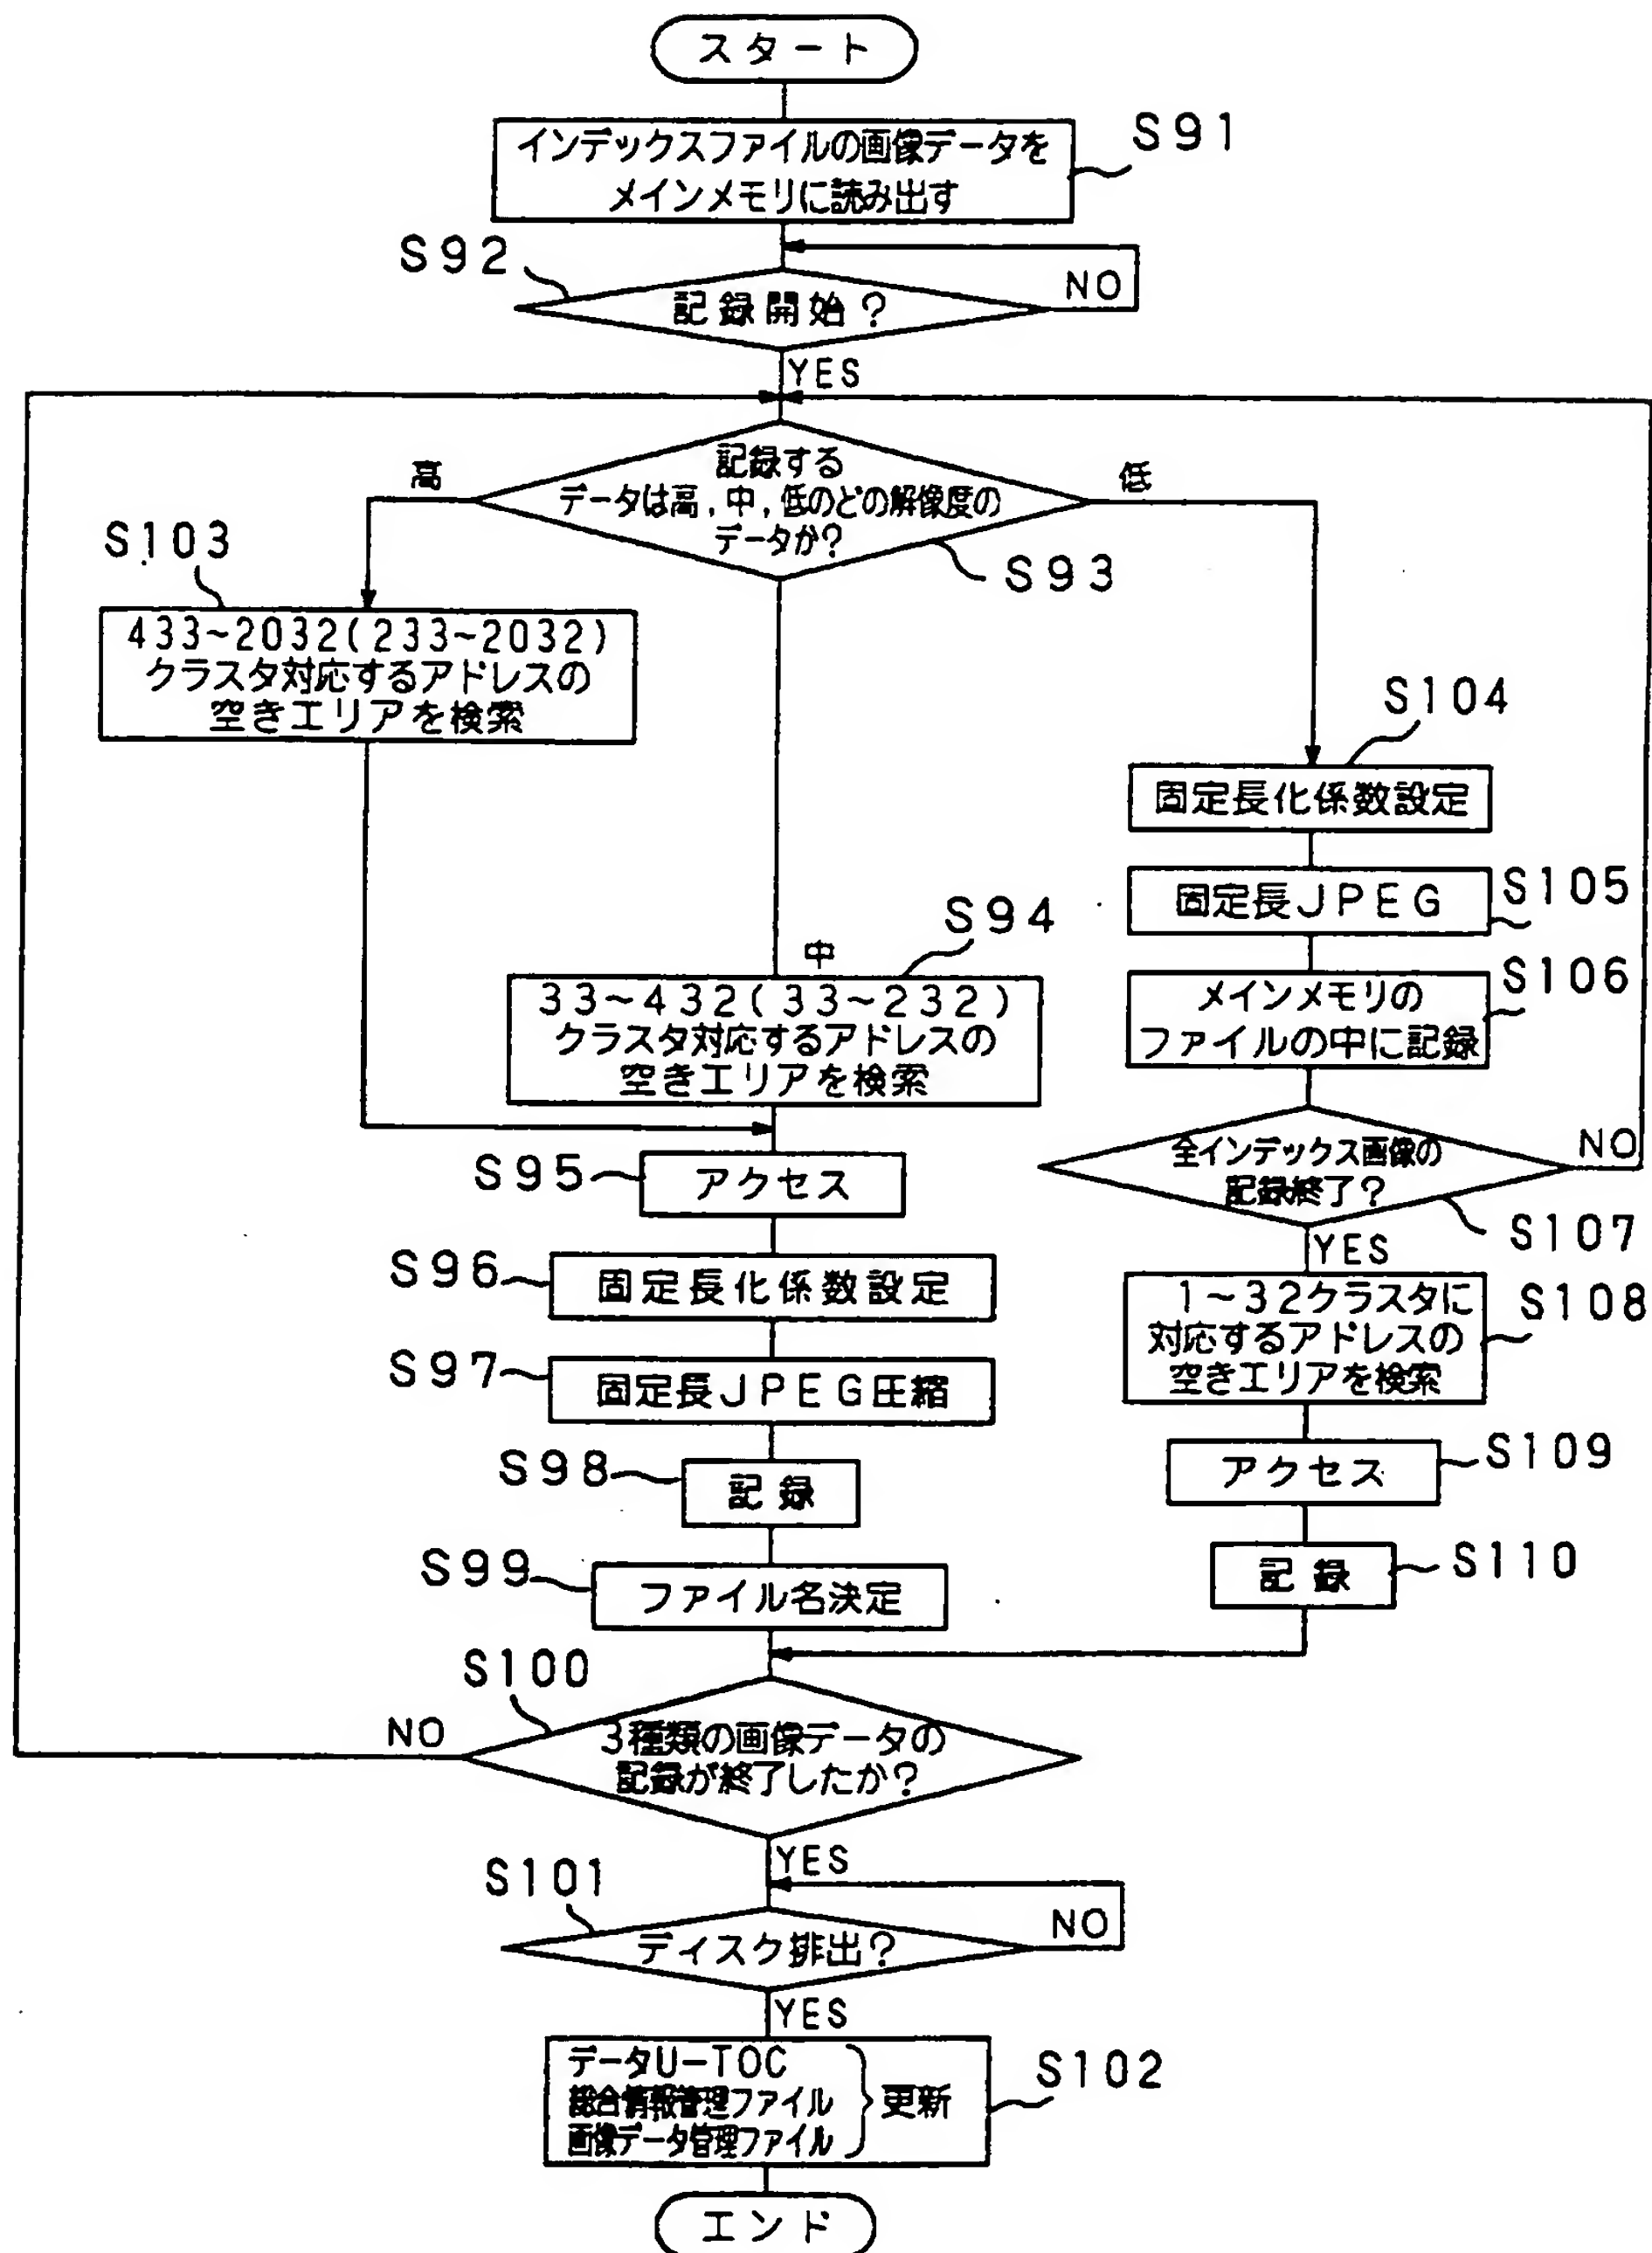 スタート
インデックスファイルの画像データを
メインメモリに読み出す
S91
S92
記録開始?
NO
YES
記録する
データは高,中,低のどの解像度の
データか?
高
低
S93
S103
433~2032(233~2032)
クラスタ対応するアドレスの
空きエリアを検索
S104
固定長化係数設定
S105
固定長JPEG
S94
中
33~432(33~232)
クラスタ対応するアドレスの
空きエリアを検索
S106
メインメモリの
ファイルの中に記録
S95
アクセス
全インデックス画像の
記録終了?
NO
S107
YES
S96
固定長化係数設定
1~32クラスタに
対応するアドレスの
空きエリアを検索
S108
S97
固定長JPEG圧縮
S98
記録
アクセス
S109
S99
ファイル名決定
記録
S110
S100
NO
3種類の画像データの
記録が終了したか?
YES
S101
ディスク排出?
NO
YES
データU-TOC
総合情報管理ファイル
画像データ管理ファイル
更新
S102
エンド